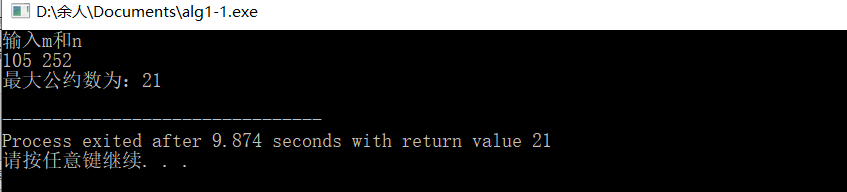 D:\余人\Documents\alg1-1.exe
输入m和n
105 252
最大公约数为：21
--------------------------------
Process exited after 9.874 seconds with return value 21
请按任意键继续. . .